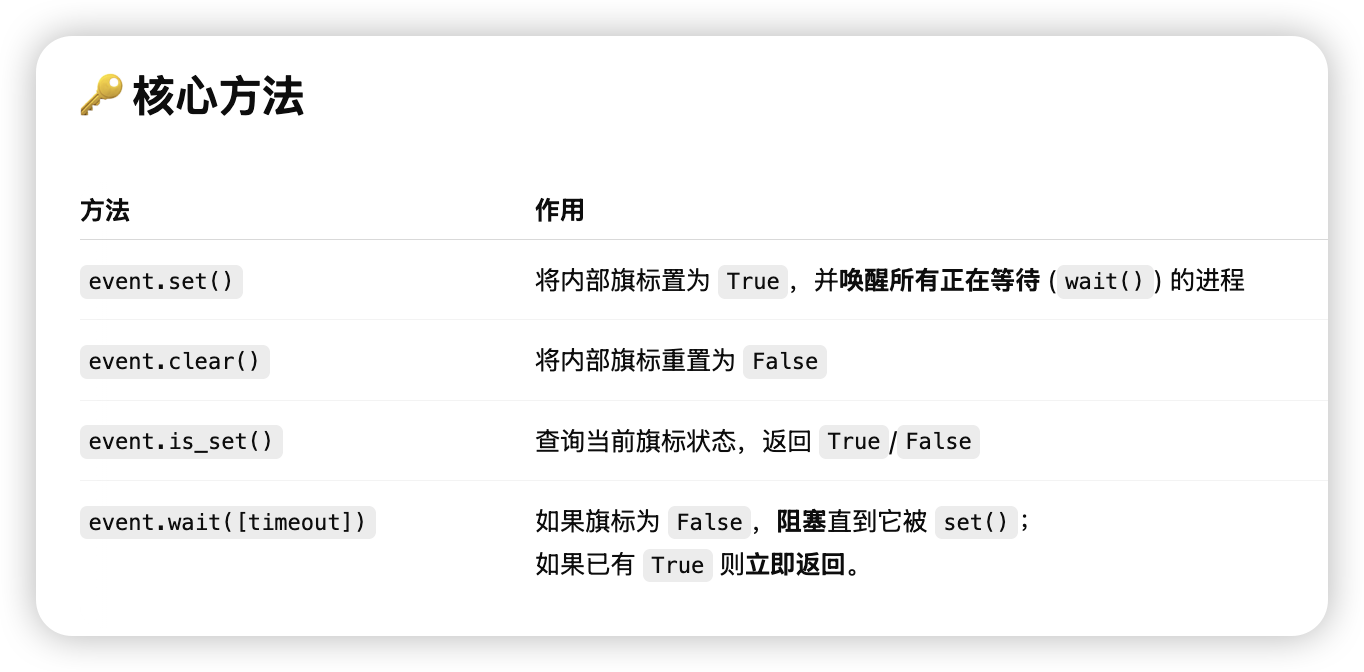 🔑 核心方法
方法 作用
event.set() 将内部旗标置为 True，并唤醒所有正在等待 (wait()) 的进程
event.clear() 将内部旗标重置为 False
event.is_set() 查询当前旗标状态，返回 True/False
event.wait([timeout]) 如果旗标为 False，阻塞直到它被 set()；
如果已有 True 则立即返回。